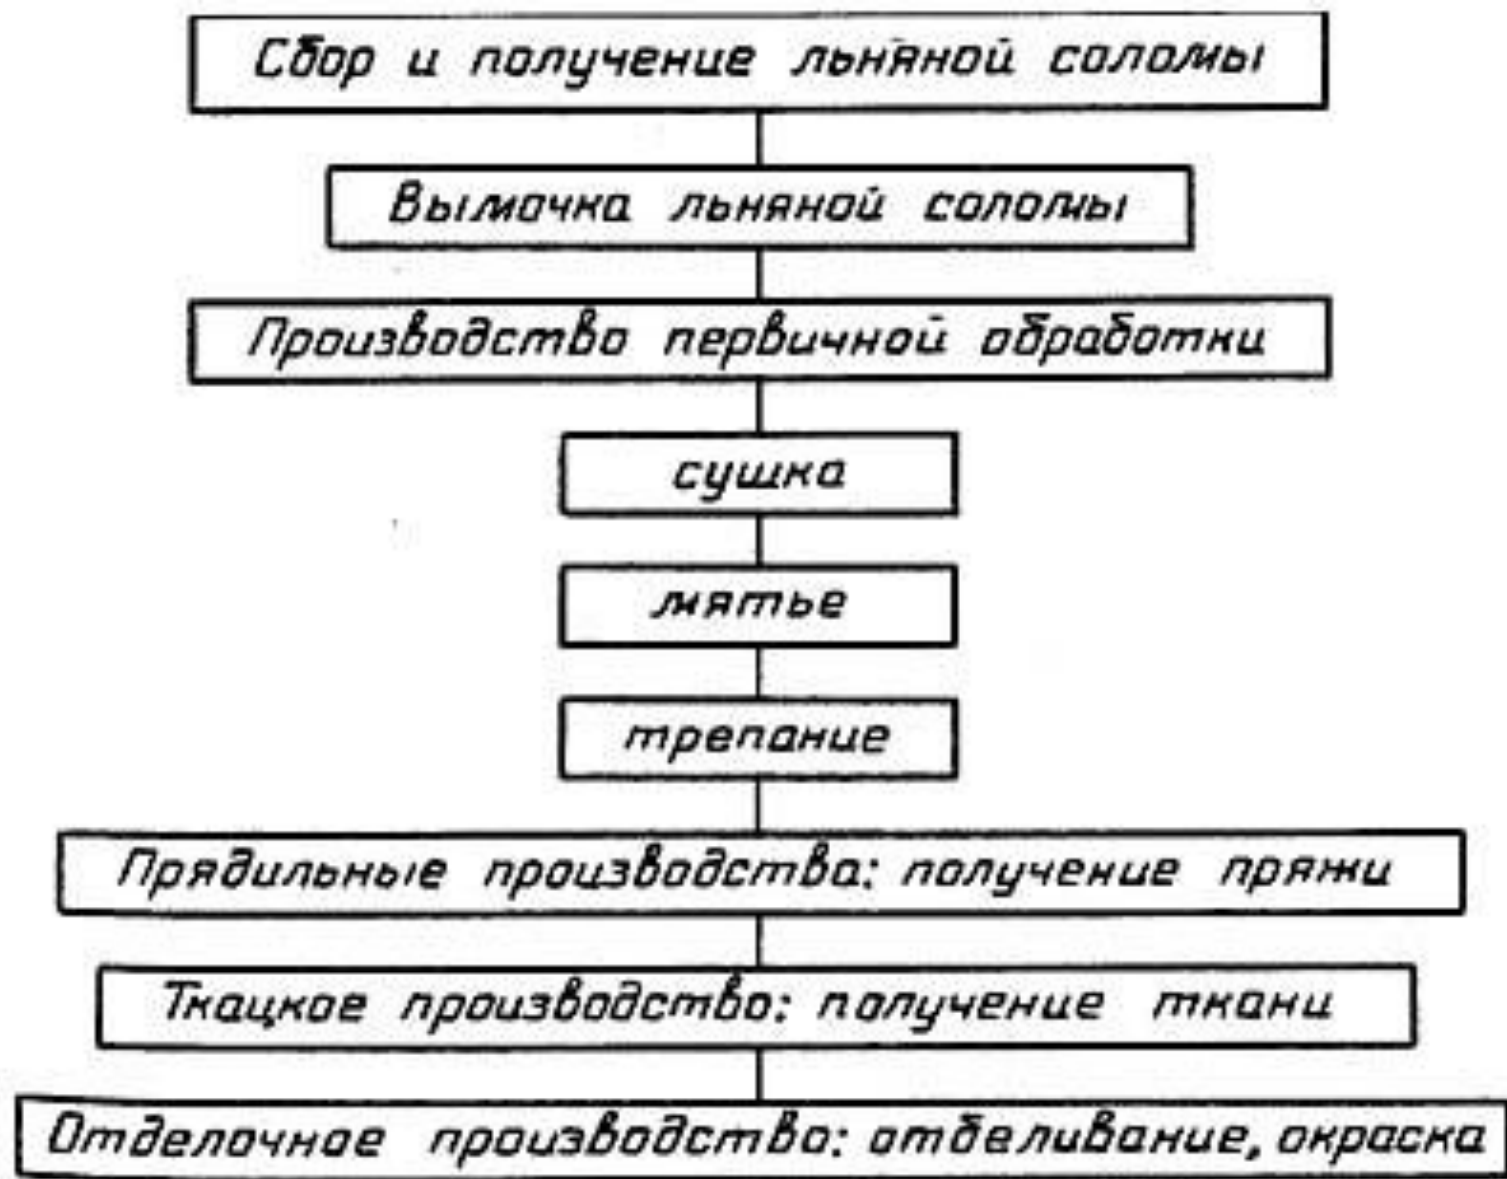 Сбор и получение льняной соломы
Вымочка льняной соломы
Производство первичной обработки
сушка
мятье
трепание
Прядильные производства: получение пряжи
Ткацкое производство: получение ткани
Отделочное производство: отбеливание, окраска